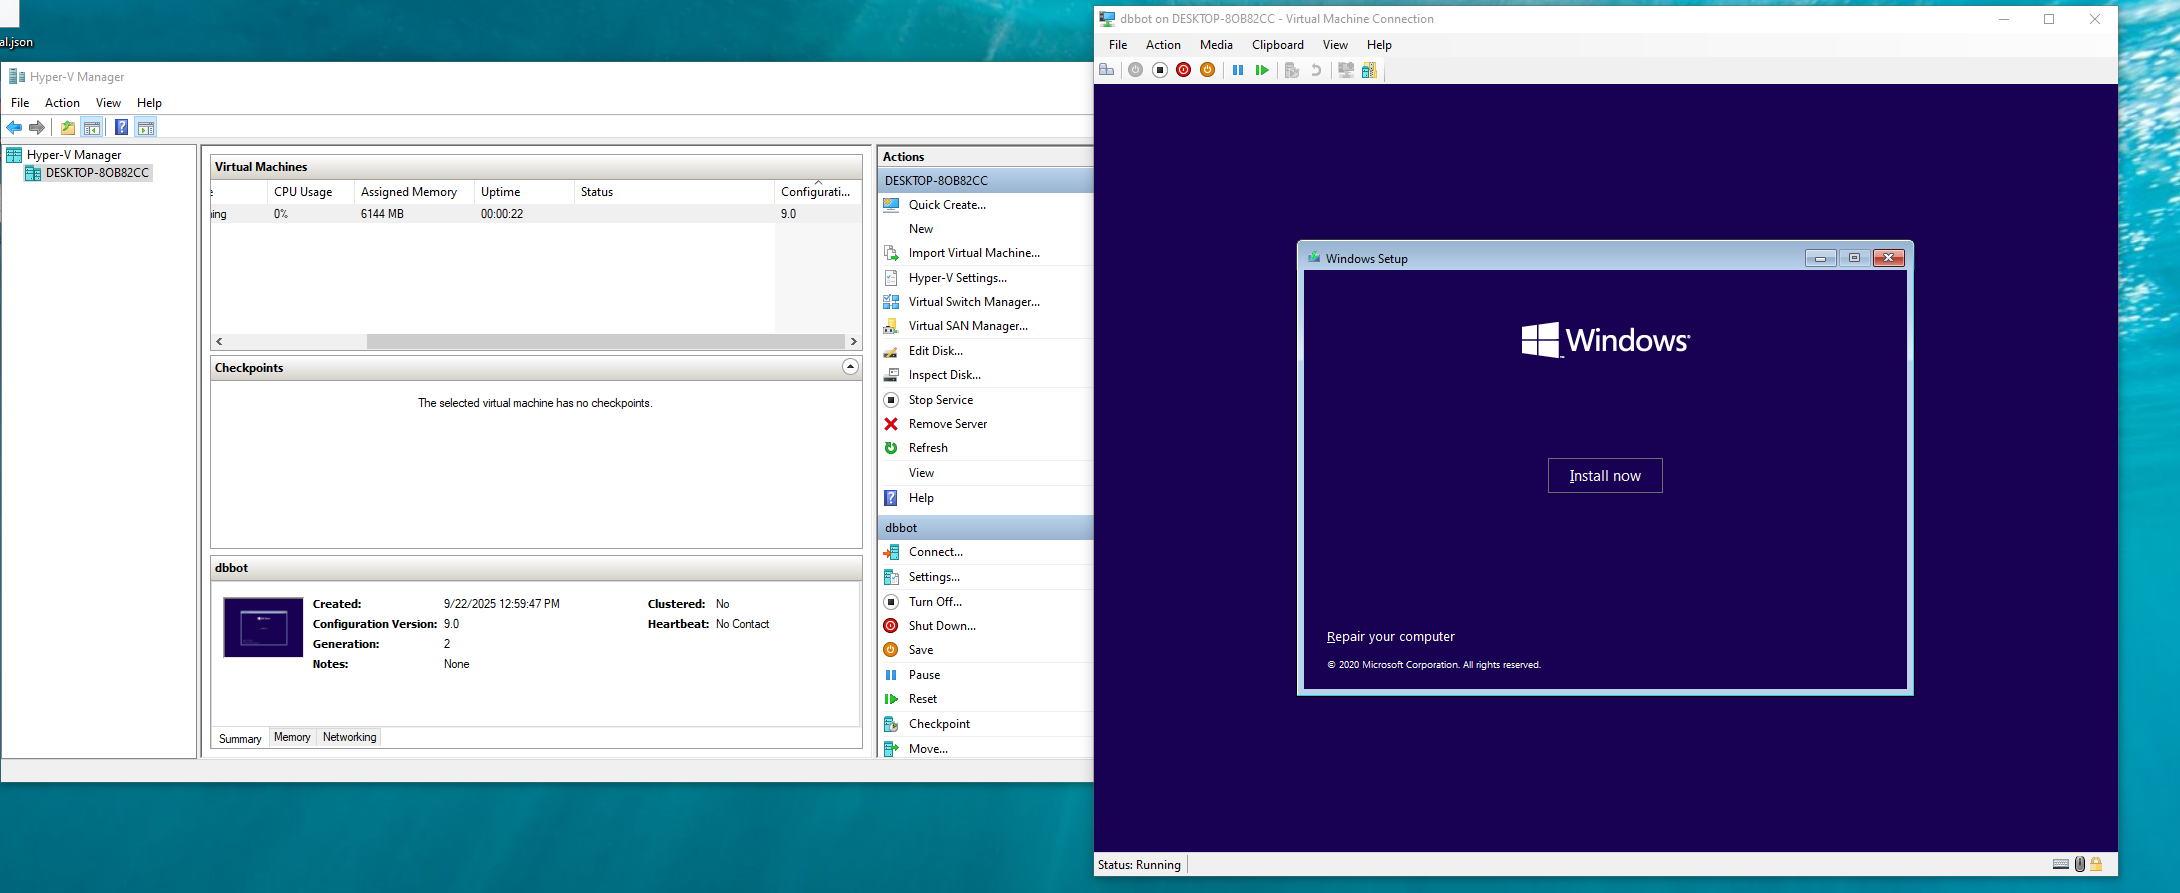 al.json
Hyper-V Manager
File Action View Help
Hyper-V Manager
DESKTOP-8OB82CC
Virtual Machines
CPU Usage Assigned Memory Uptime Status Configurati...
ning 0% 6144 MB 00:00:22 9.0
Checkpoints
The selected virtual machine has no checkpoints.
dbbot
Created: 9/22/2025 12:59:47 PM Clustered: No
Configuration Version: 9.0 Heartbeat: No Contact
Generation: 2
Notes: None
Summary Memory Networking
Actions
DESKTOP-8OB82CC
Quick Create...
New
Import Virtual Machine...
Hyper-V Settings...
Virtual Switch Manager...
Virtual SAN Manager...
Edit Disk...
Inspect Disk...
Stop Service
Remove Server
Refresh
View
Help
dbbot
Connect...
Settings...
Turn Off...
Shut Down...
Save
Pause
Reset
Checkpoint
Move...
dbbot on DESKTOP-8OB82CC - Virtual Machine Connection
File Action Media Clipboard View Help
Windows Setup
Windows
Install now
Repair your computer
© 2020 Microsoft Corporation. All rights reserved.
Status: Running